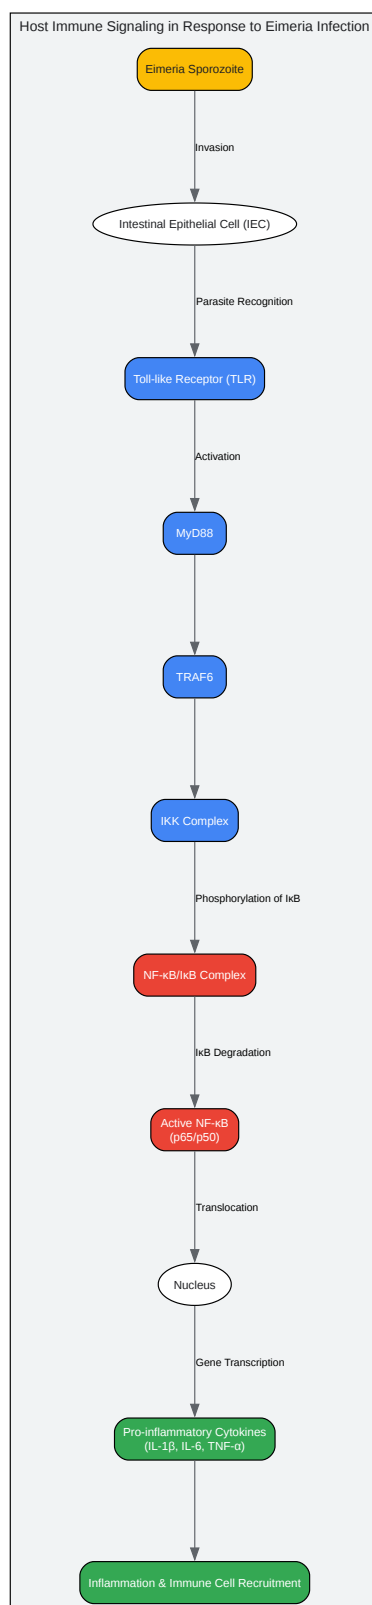 Host Immune Signaling in Response to Eimeria Infection
Eimeria Sporozoite
Invasion
Intestinal Epithelial Cell (IEC)
Parasite Recognition
Toll-like Receptor (TLR)
Activation
MyD88
TRAF6
IKK Complex
Phosphorylation of IκB
NF-κB/IκB Complex
IκB Degradation
Active NF-κB
(p65/p50)
Translocation
Nucleus
Gene Transcription
Pro-inflammatory Cytokines
(IL-1β, IL-6, TNF-α)
Inflammation & Immune Cell Recruitment